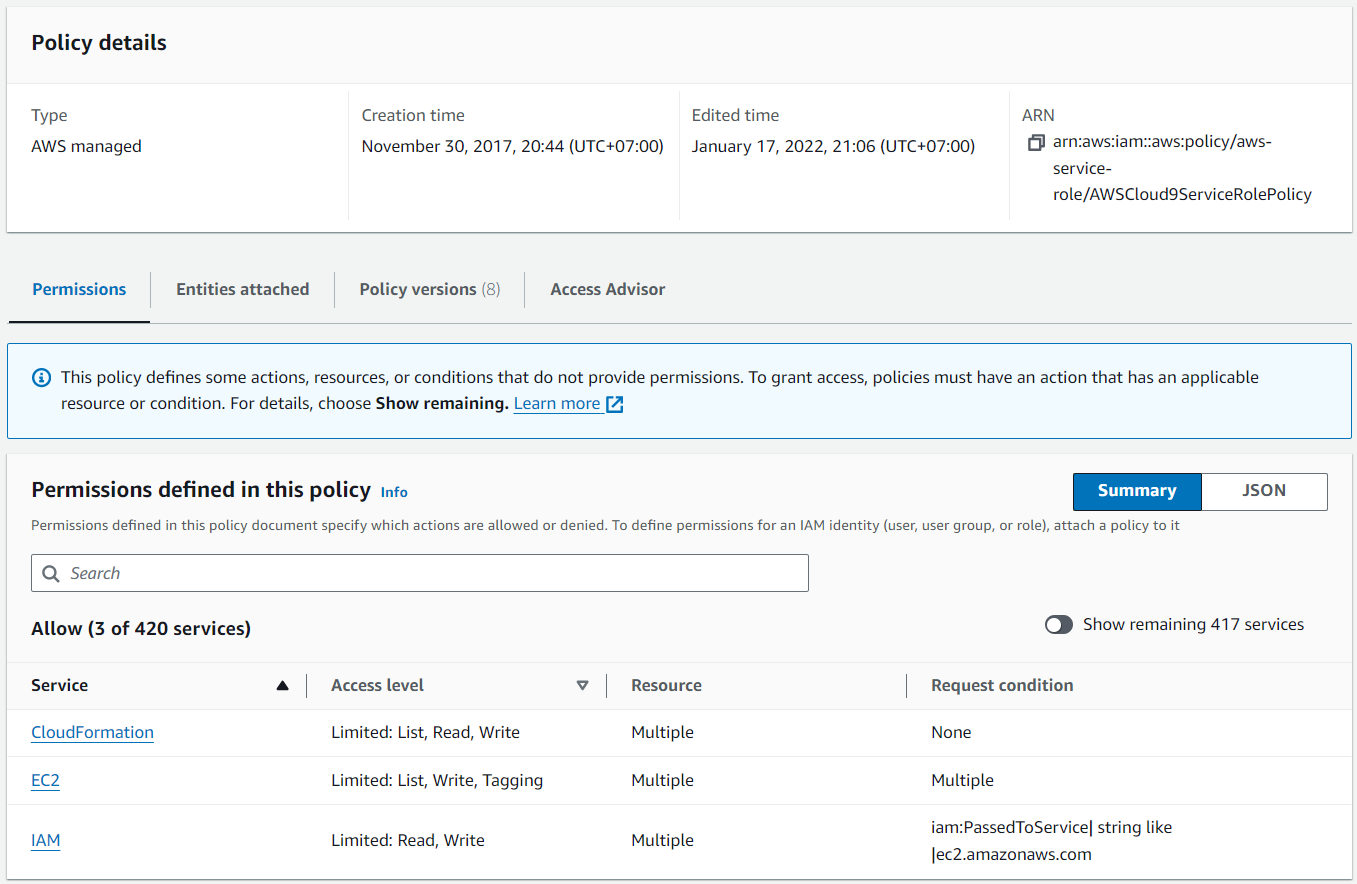 Policy details
Type
AWS managed
Creation time
November 30, 2017, 20:44 (UTC+07:00)
Edited time
January 17, 2022, 21:06 (UTC+07:00)
ARN
arn:aws:iam::aws:policy/aws-
service-
role/AWSCloud9ServiceRolePolicy
Permissions
Entities attached
Policy versions (8)
Access Advisor
This policy defines some actions, resources, or conditions that do not provide permissions. To grant access, policies must have an action that has an applicable
resource or condition. For details, choose Show remaining. Learn more
Permissions defined in this policy Info
Summary
JSON
Permissions defined in this policy document specify which actions are allowed or denied. To define permissions for an IAM identity (user, user group, or role), attach a policy to it
Search
Allow (3 of 420 services)
Show remaining 417 services
Service
Access level
Resource
Request condition
CloudFormation
Limited: List, Read, Write
Multiple
None
EC2
Limited: List, Write, Tagging
Multiple
Multiple
IAM
Limited: Read, Write
Multiple
iam:PassedToService| string like
|ec2.amazonaws.com